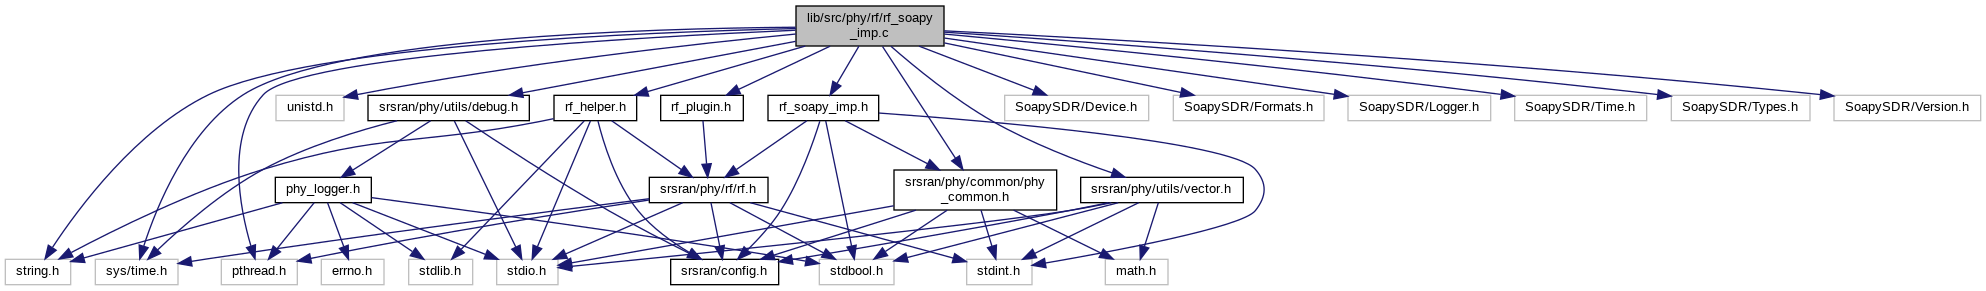 lib/src/phy/rf/rf_soapy
_imp.c
unistd.h
srsran/phy/utils/debug.h
rf_helper.h
rf_plugin.h
rf_soapy_imp.h
SoapySDR/Device.h
SoapySDR/Formats.h
SoapySDR/Logger.h
SoapySDR/Time.h
SoapySDR/Types.h
SoapySDR/Version.h
phy_logger.h
srsran/phy/rf/rf.h
srsran/phy/common/phy
_common.h
srsran/phy/utils/vector.h
string.h
sys/time.h
pthread.h
errno.h
stdlib.h
stdio.h
srsran/config.h
stdbool.h
stdint.h
math.h